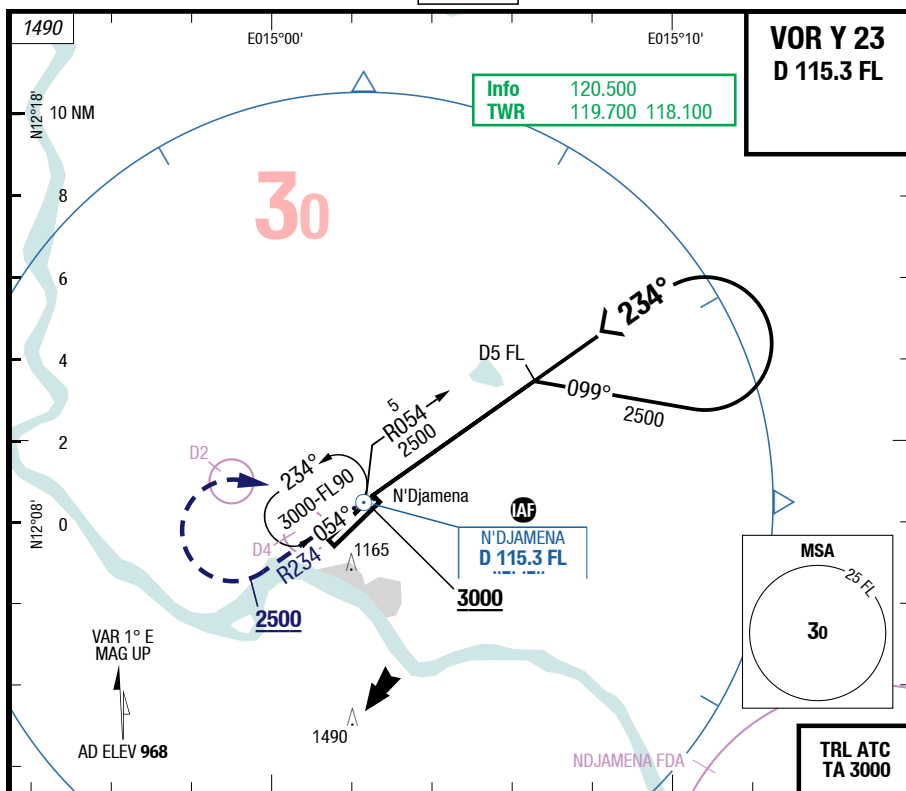 1490
E015°00'
E015°10'
VOR Y 23
D 115.3 FL
Info 120.500
TWR 119.700 118.100
N12°18'
10 NM
30
8
6
234°
4
D5 FL
099°
2500
5
R054
2500
2
D2
234°
3000-FL90
054°
N'Djamena
IAF
N12°08'
0
D4
R234
N'DJAMENA
D 115.3 FL
1165
2500
3000
MSA
25 FL
30
VAR 1° E
MAG UP
1490
AD ELEV 968
NDJAMENA FDA
TRL ATC
TA 3000